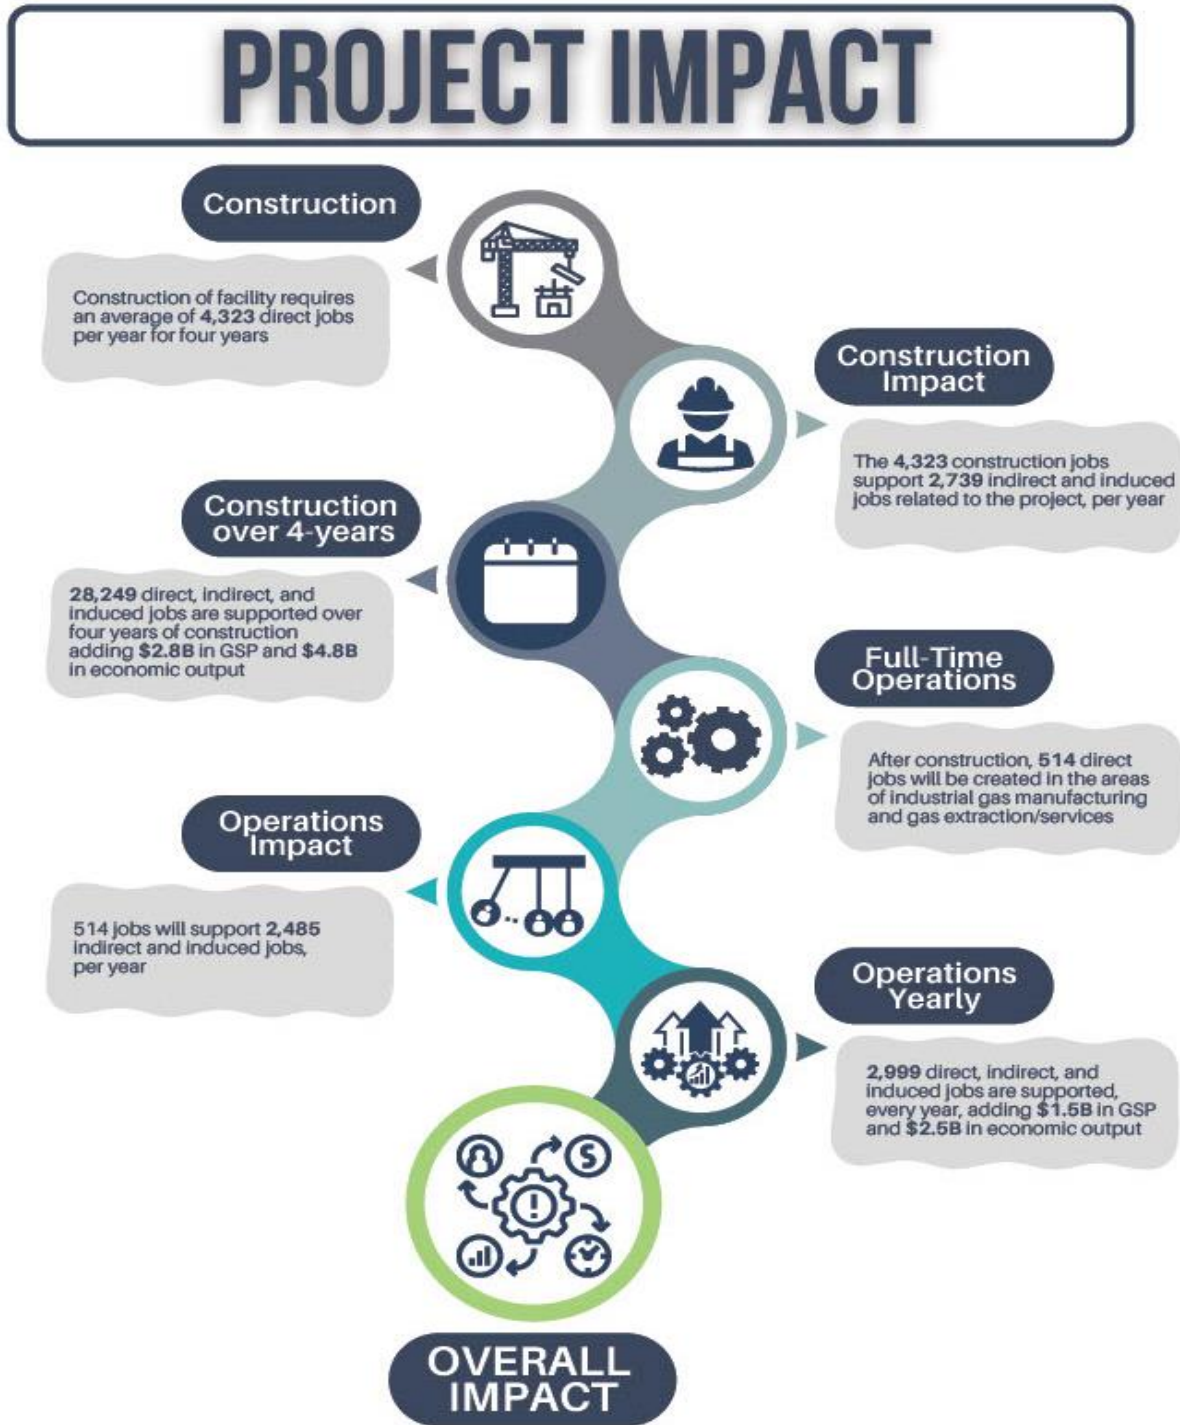 PROJECT IMPACT
Construction
Construction of facility requires
an average of 4,323 direct jobs
per year for four years
Construction
Impact
The 4,323 construction jobs
support 2,739 indirect and induced
jobs related to the project, per year
Construction
over 4-years
28,249 direct, indirect, and
induced jobs are supported over
four years of construction
adding $2.8B in GSP and $4.8B
in economic output
Full-Time
Operations
After construction, 514 direct
jobs will be created in the areas
of industrial gas manufacturing
and gas extraction/services
Operations
Impact
514 jobs will support 2,485
indirect and induced jobs,
per year
Operations
Yearly
2,999 direct, indirect, and
induced jobs are supported,
every year, adding $1.5B in GSP
and $2.5B in economic output
OVERALL
IMPACT